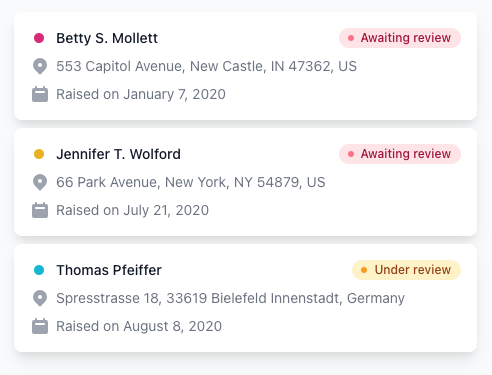 Betty S. Mollett
Awaiting review
553 Capitol Avenue, New Castle, IN 47362, US
Raised on January 7, 2020
Jennifer T. Wolford
Awaiting review
66 Park Avenue, New York, NY 54879, US
Raised on July 21, 2020
Thomas Pfeiffer
Under review
Spresstrasse 18, 33619 Bielefeld Innenstadt, Germany
Raised on August 8, 2020